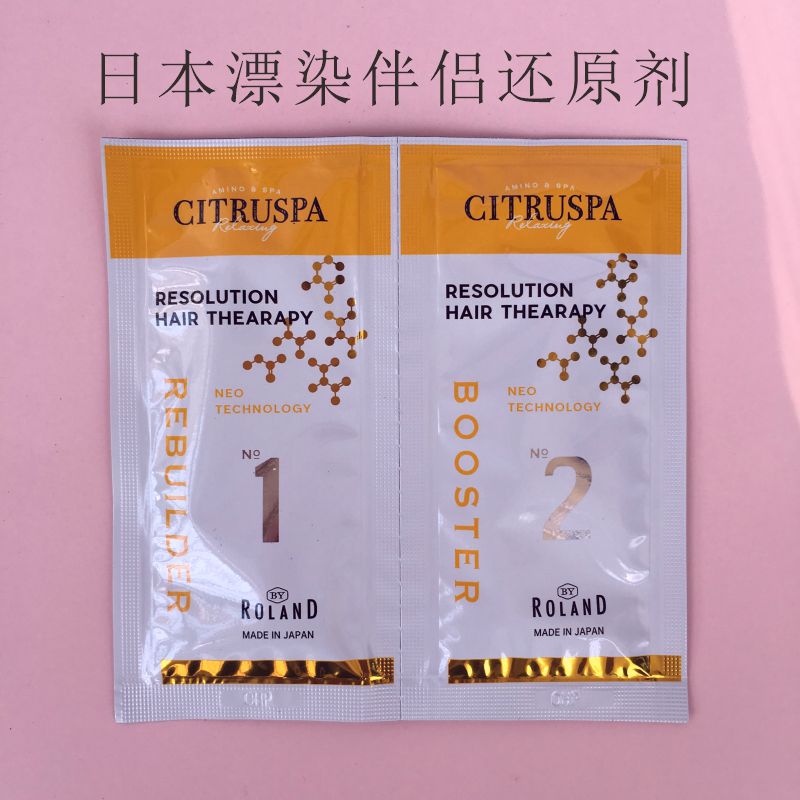 日本漂染伴侣还原剂
AMINO & SPA
CITRUSPA
Relaxing
RESOLUTION
HAIR THEARAPY
NEO
TECHNOLOGY
REBUILDER
No
1
BY
ROLAND
MADE IN JAPAN
AMINO & SPA
CITRUSPA
Relaxing
RESOLUTION
HAIR THEARAPY
NEO
TECHNOLOGY
BOOSTER
No
2
BY
ROLAND
MADE IN JAPAN